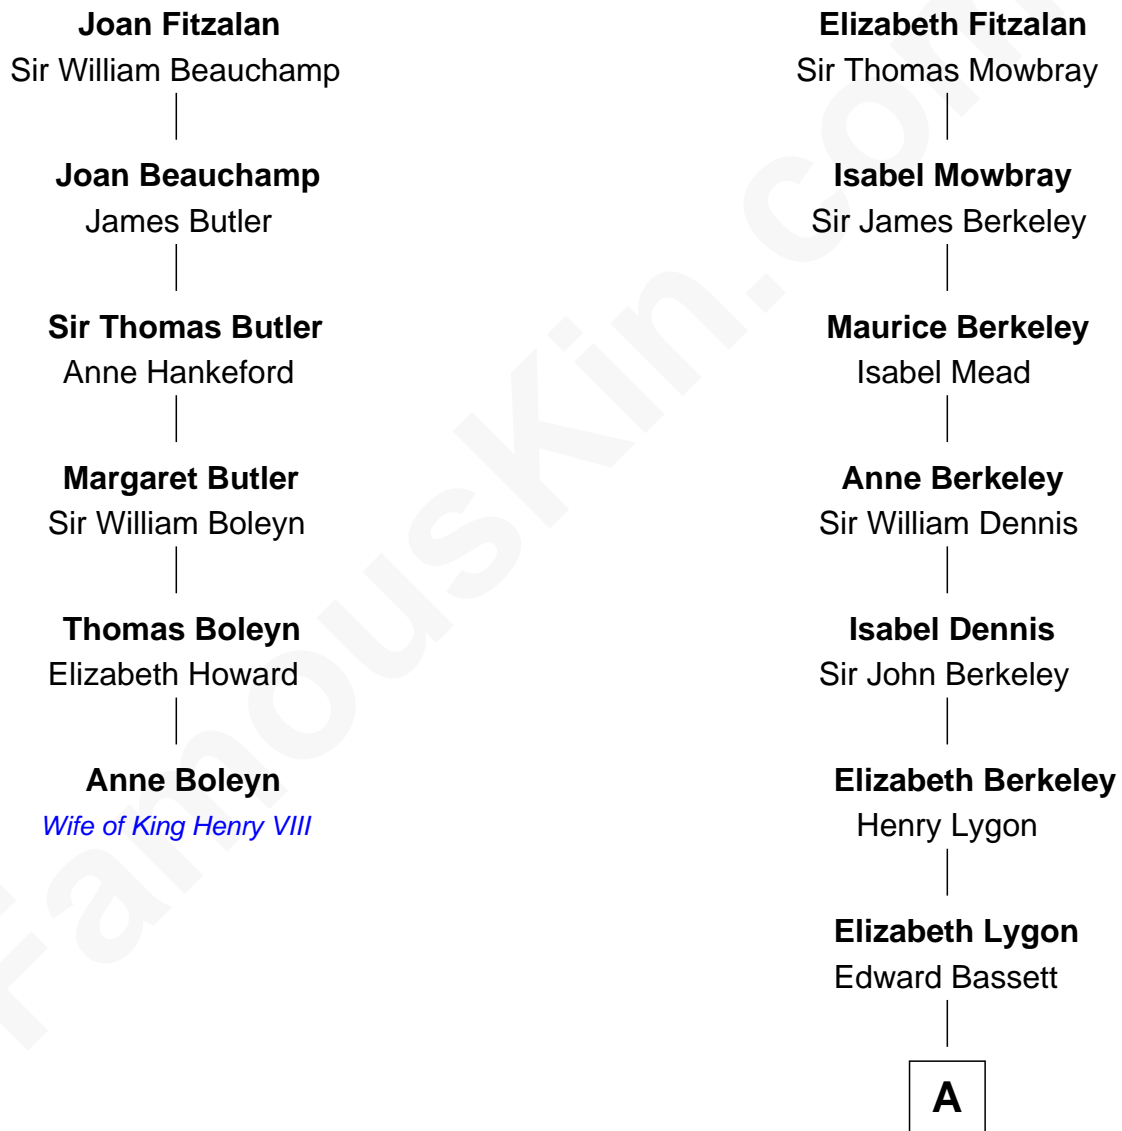 Joan Fitzalan
Sir William Beauchamp
Joan Beauchamp
James Butler
Sir Thomas Butler
Anne Hankeford
Margaret Butler
Sir William Boleyn
Thomas Boleyn
Elizabeth Howard
Anne Boleyn
Wife of King Henry VIII
Elizabeth Fitzalan
Sir Thomas Mowbray
Isabel Mowbray
Sir James Berkeley
Maurice Berkeley
Isabel Mead
Anne Berkeley
Sir William Dennis
Isabel Dennis
Sir John Berkeley
Elizabeth Berkeley
Henry Lygon
Elizabeth Lygon
Edward Bassett
A
FamousKin.com